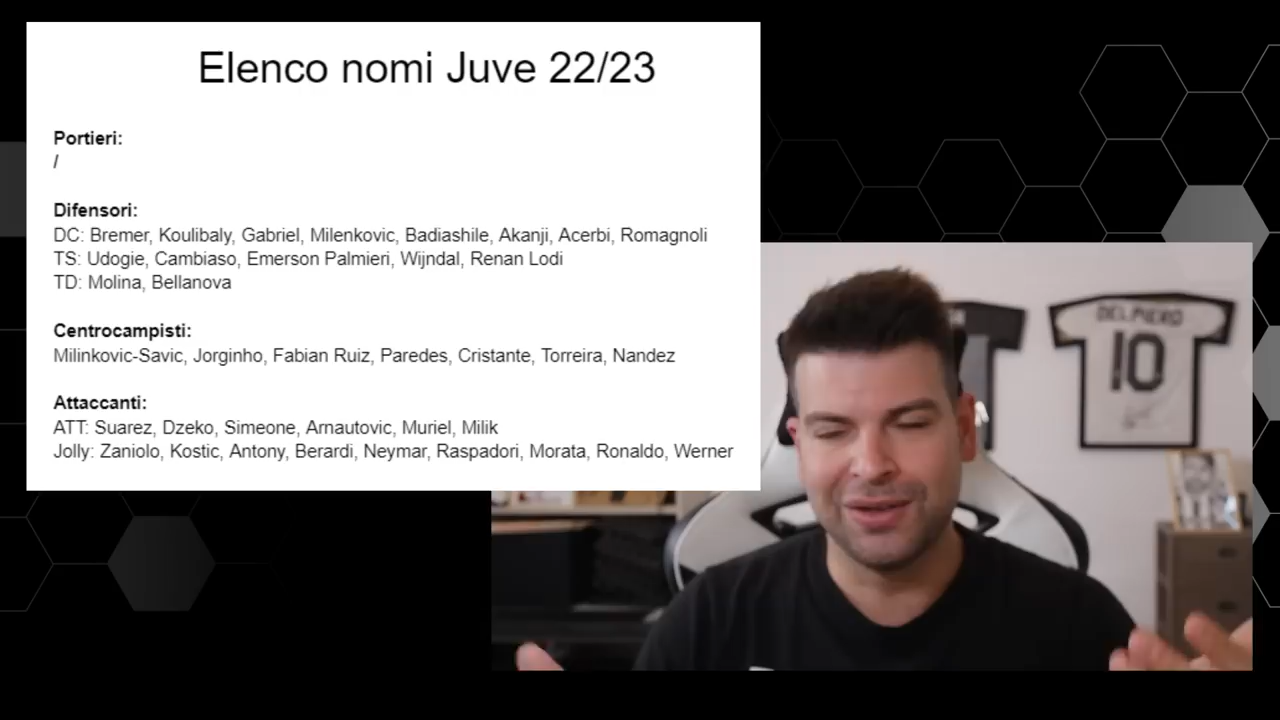 Elenco nomi Juve 22/23
Portieri:
/
Difensori:
DC: Bremer, Koulibaly, Gabriel, Milenkovic, Badiashile, Akanji, Acerbi, Romagnoli
TS: Udogie, Cambiaso, Emerson Palmieri, Wijndal, Renan Lodi
TD: Molina, Bellanova
Centrocampisti:
Milinkovic-Savic, Jorginho, Fabian Ruiz, Paredes, Cristante, Torreira, Nandez
Attaccanti:
ATT: Suarez, Dzeko, Simeone, Arnautovic, Muriel, Milik
Jolly: Zaniolo, Kostic, Antony, Berardi, Neymar, Raspadori, Morata, Ronaldo, Werner
DEL PIERO
10